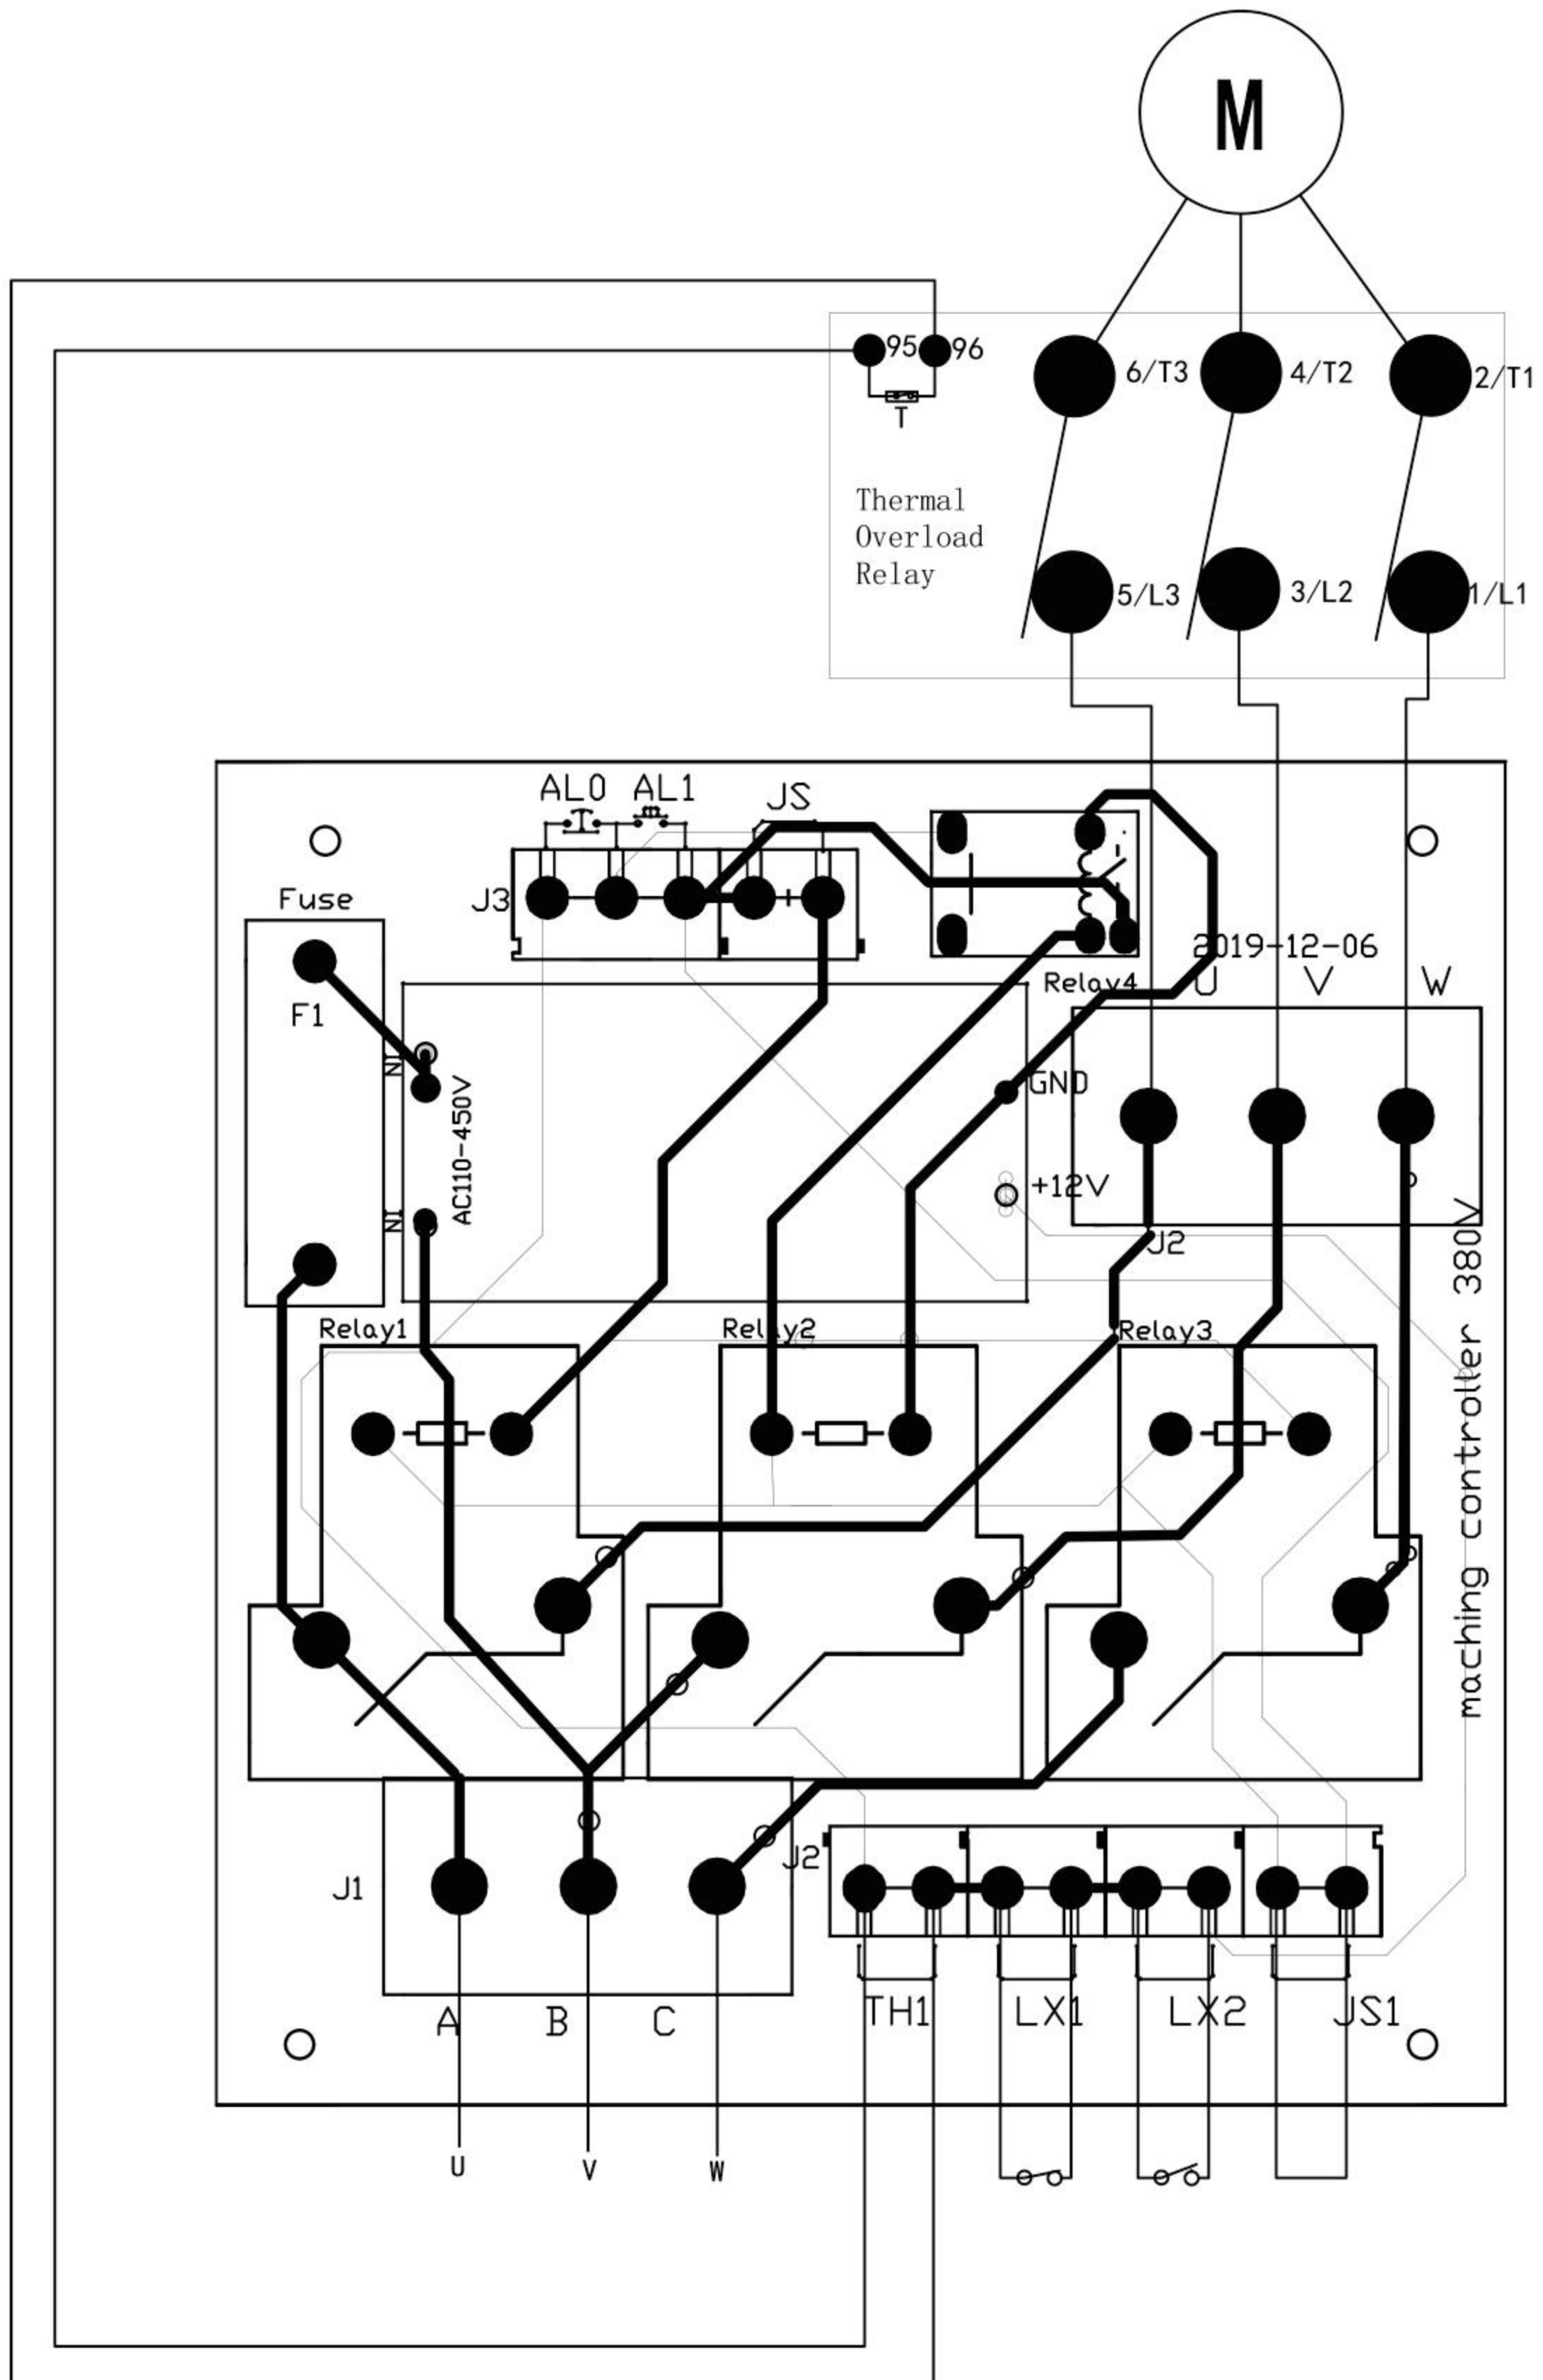 M
95
96
6/T3
4/T2
2/T1
T
Thermal
Overload
Relay
5/L3
3/L2
1/L1
AL0
AL1
JS
J3
Fuse
2019-12-06
Relay4
U
V
W
F1
IN
GND
AC110-450V
+12V
IN
J2
maching controller 380V
Relay1
Relay2
Relay3
J1
J2
A
B
C
TH1
LX1
LX2
JS1
U
V
W